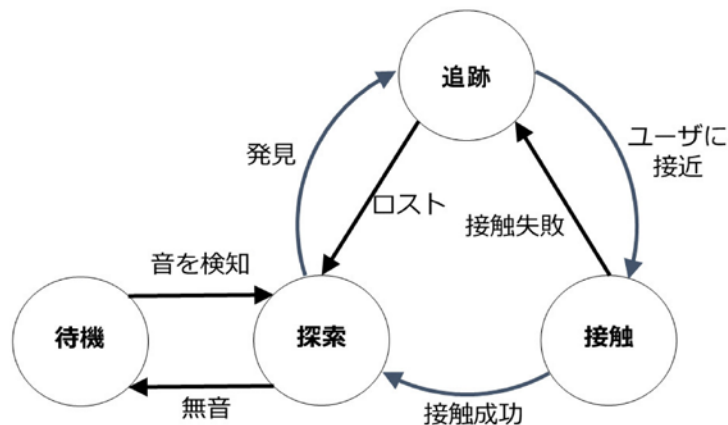 追跡
発見
ユーザに
接近
ロスト
接触失敗
音を検知
待機
探索
接触
無音
接触成功